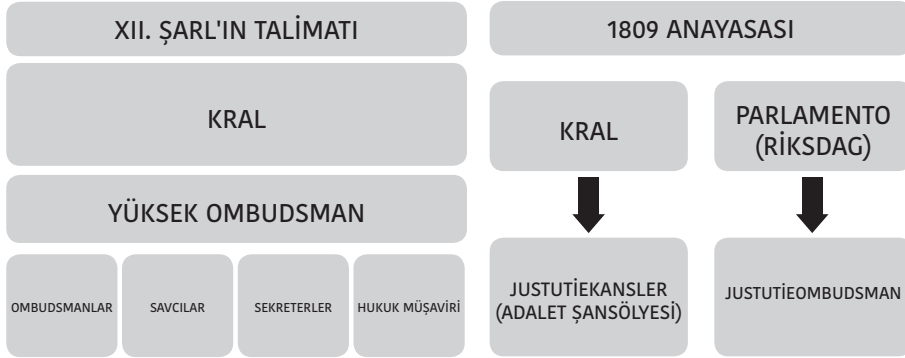 XII. ŞARL'IN TALİMATI
KRAL
YÜKSEK OMBUDSMAN
OMBUDSMANLAR
SAVCILAR
SEKRETERLER
HUKUK MÜŞAVİRİ
1809 ANAYASASI
KRAL
PARLAMENTO
(RİKSDAG)
JUSTUTİEKANSLER
(ADALET ŞANSÖLYESİ)
JUSTUTİEOMBUDSMAN